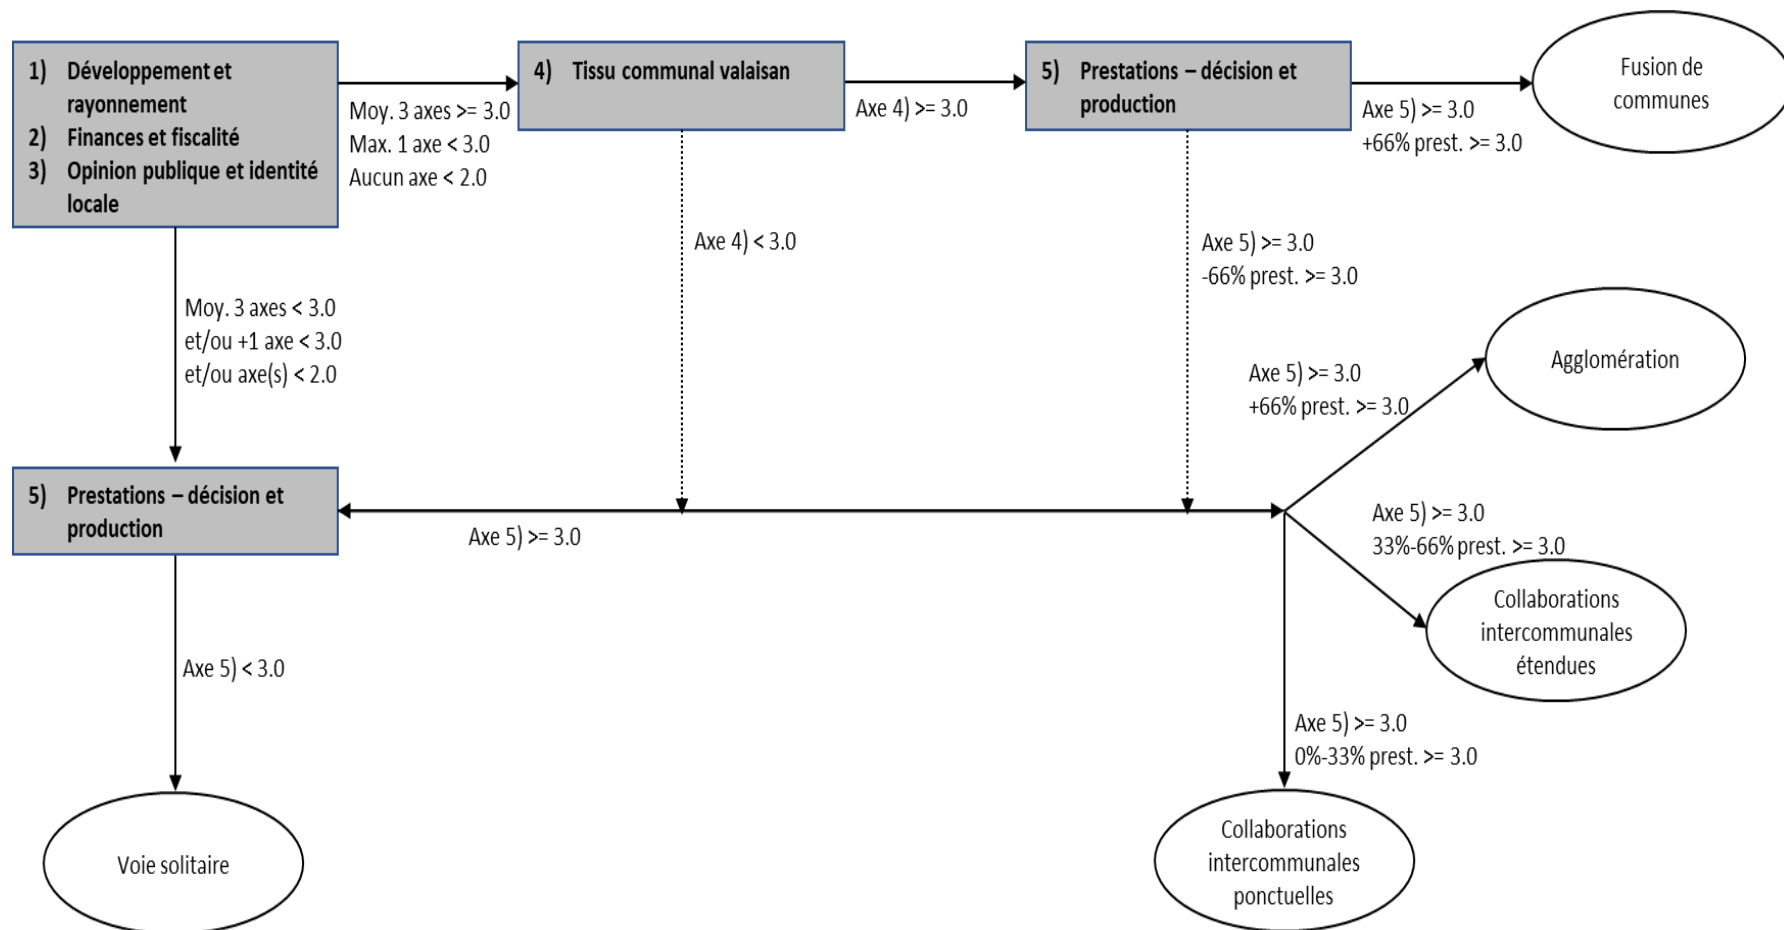 1) Développement et
rayonnement
2) Finances et fiscalité
3) Opinion publique et identité
locale
Moy. 3 axes >= 3.0
Max. 1 axe < 3.0
Aucun axe < 2.0
4) Tissu communal valaisan
Axe 4) >= 3.0
5) Prestations – décision et
production
Axe 5) >= 3.0
+66% prest. >= 3.0
Fusion de
communes
Moy. 3 axes < 3.0
et/ou +1 axe < 3.0
et/ou axe(s) < 2.0
Axe 4) < 3.0
Axe 5) >= 3.0
-66% prest. >= 3.0
Axe 5) >= 3.0
+66% prest. >= 3.0
Agglomération
5) Prestations – décision et
production
Axe 5) >= 3.0
Axe 5) >= 3.0
33%-66% prest. >= 3.0
Collaborations
intercommunales
étendues
Axe 5) < 3.0
Axe 5) >= 3.0
0%-33% prest. >= 3.0
Voie solitaire
Collaborations
intercommunales
ponctuelles